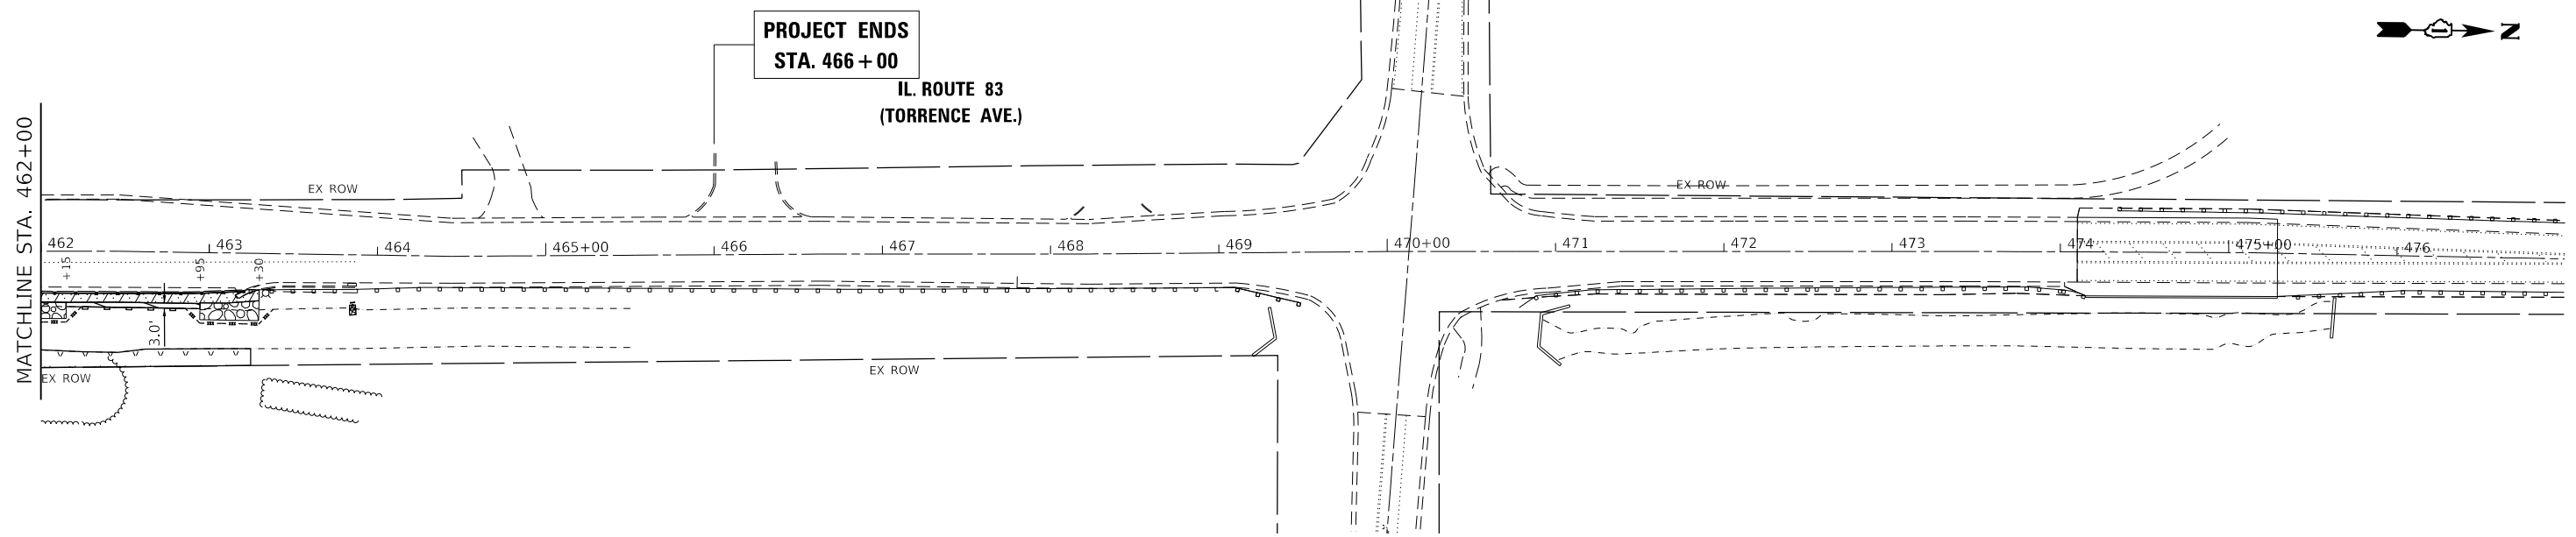 PROJECT ENDS
STA. 466+00
IL. ROUTE 83
(TORRENCE AVE.)
N
MATCHLINE STA. 462+00
EX ROW
EX ROW
462
463
464
465+00
466
467
468
469
470+00
471
472
473
474
475+00
476
+15
+95
+30
3.0'
EX ROW
EX ROW